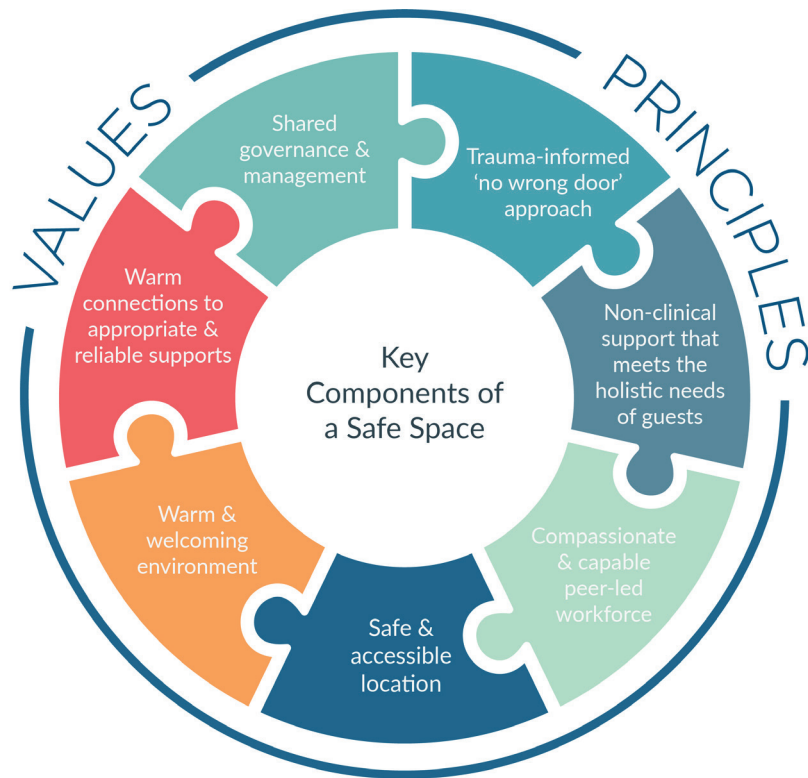 VALUES
PRINCIPLES
Key
Components of
a Safe Space
Trauma-informed
‘no wrong door’
approach
Non-clinical
support that
meets the
holistic needs
of guests
Compassionate
& capable
peer-led
workforce
Safe &
accessible
location
Warm &
welcoming
environment
Warm
connections to
appropriate &
reliable supports
Shared
governance &
management